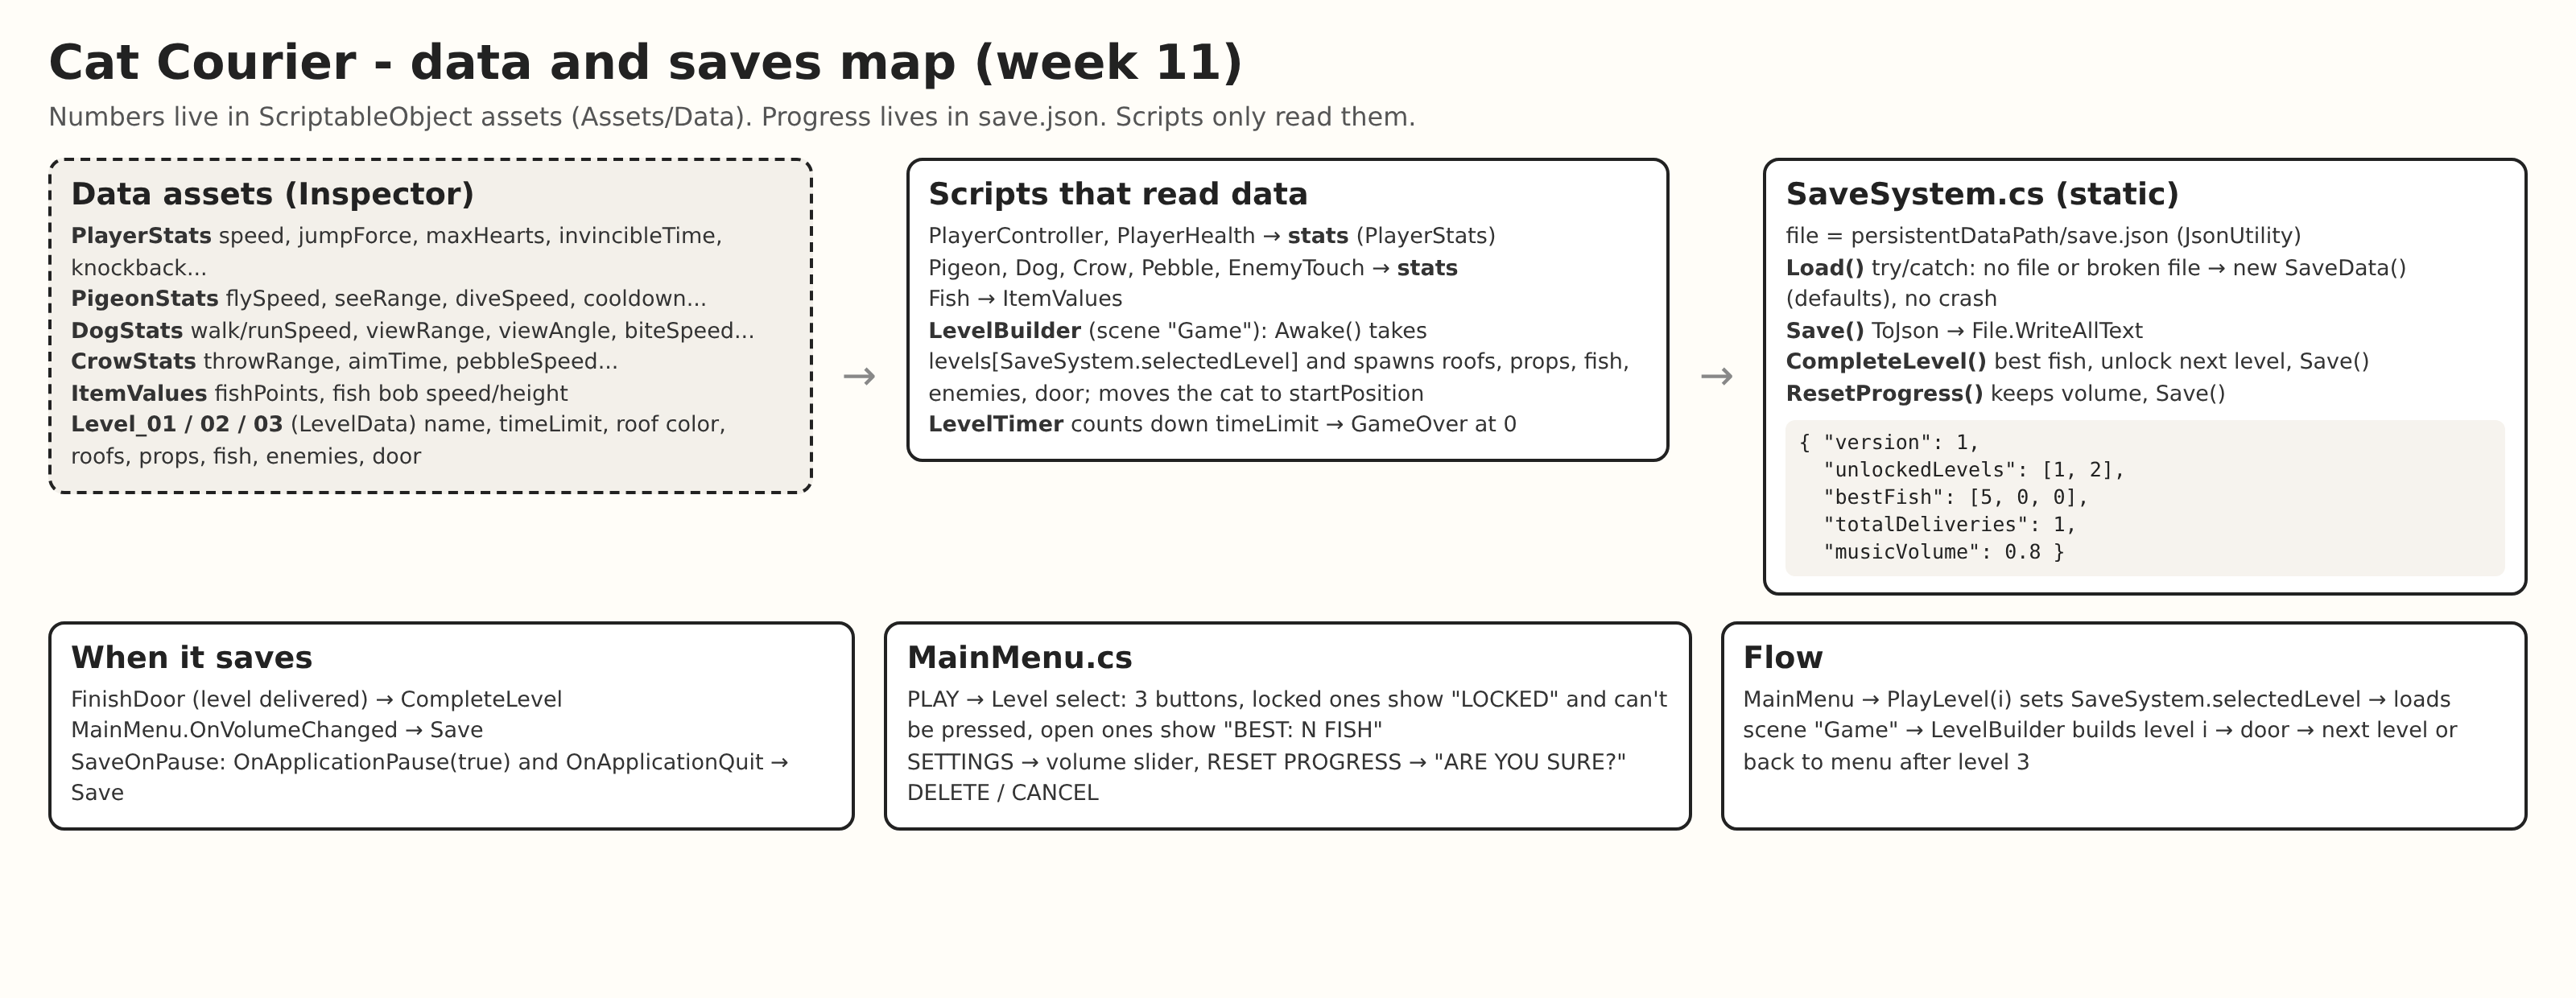 Cat Courier - data and saves map (week 11)
Numbers live in ScriptableObject assets (Assets/Data). Progress lives in save.json. Scripts only read them.
Data assets (Inspector)
PlayerStats speed, jumpForce, maxHearts, invincibleTime,
knockback...
PigeonStats flySpeed, seeRange, diveSpeed, cooldown...
DogStats walk/runSpeed, viewRange, viewAngle, biteSpeed...
CrowStats throwRange, aimTime, pebbleSpeed...
ItemValues fishPoints, fish bob speed/height
Level_01 / 02 / 03 (LevelData) name, timeLimit, roof color,
roofs, props, fish, enemies, door
→
Scripts that read data
PlayerController, PlayerHealth → stats (PlayerStats)
Pigeon, Dog, Crow, Pebble, EnemyTouch → stats
Fish → ItemValues
LevelBuilder (scene "Game"): Awake() takes
levels[SaveSystem.selectedLevel] and spawns roofs, props, fish,
enemies, door; moves the cat to startPosition
LevelTimer counts down timeLimit → GameOver at 0
→
SaveSystem.cs (static)
file = persistentDataPath/save.json (JsonUtility)
Load() try/catch: no file or broken file → new SaveData()
(defaults), no crash
Save() ToJson → File.WriteAllText
CompleteLevel() best fish, unlock next level, Save()
ResetProgress() keeps volume, Save()
{ "version": 1,
  "unlockedLevels": [1, 2],
  "bestFish": [5, 0, 0],
  "totalDeliveries": 1,
  "musicVolume": 0.8 }
When it saves
FinishDoor (level delivered) → CompleteLevel
MainMenu.OnVolumeChanged → Save
SaveOnPause: OnApplicationPause(true) and OnApplicationQuit →
Save
MainMenu.cs
PLAY → Level select: 3 buttons, locked ones show "LOCKED" and can't
be pressed, open ones show "BEST: N FISH"
SETTINGS → volume slider, RESET PROGRESS → "ARE YOU SURE?"
DELETE / CANCEL
Flow
MainMenu → PlayLevel(i) sets SaveSystem.selectedLevel → loads
scene "Game" → LevelBuilder builds level i → door → next level or
back to menu after level 3